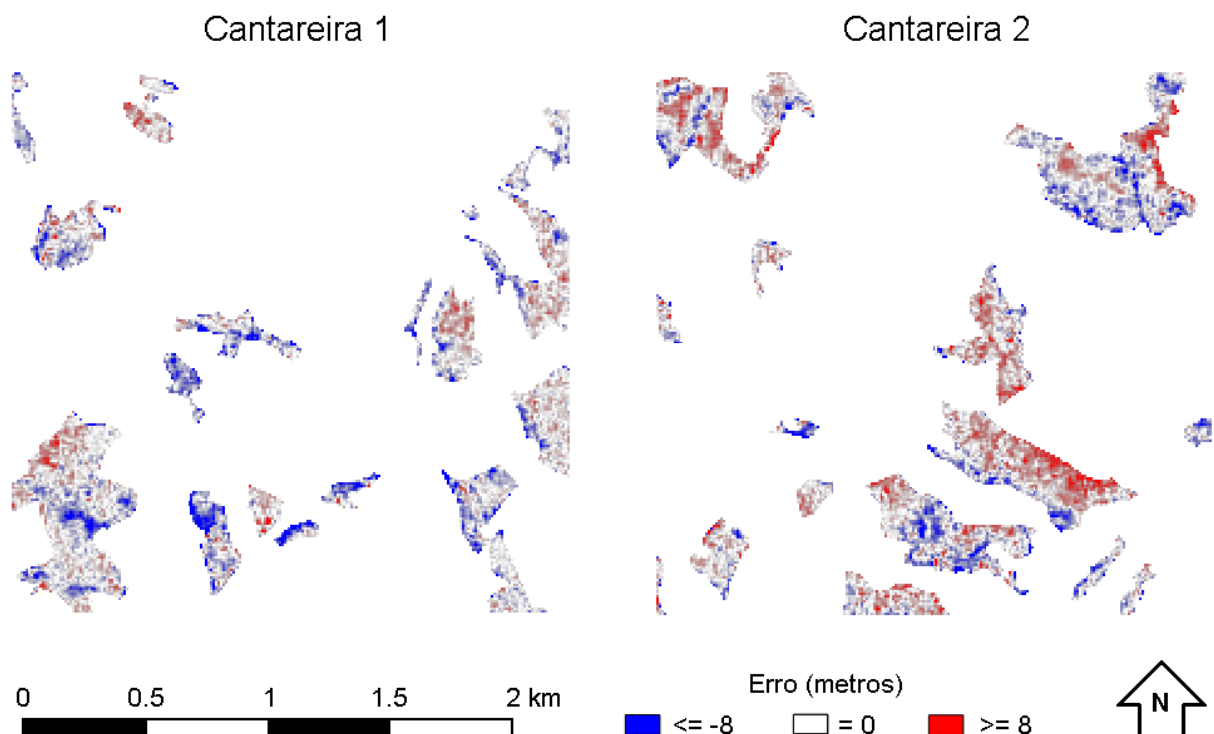 Cantareira 1
Cantareira 2
0 0.5 1 1.5 2 km
Erro (metros)
<= -8 = 0 >= 8
N